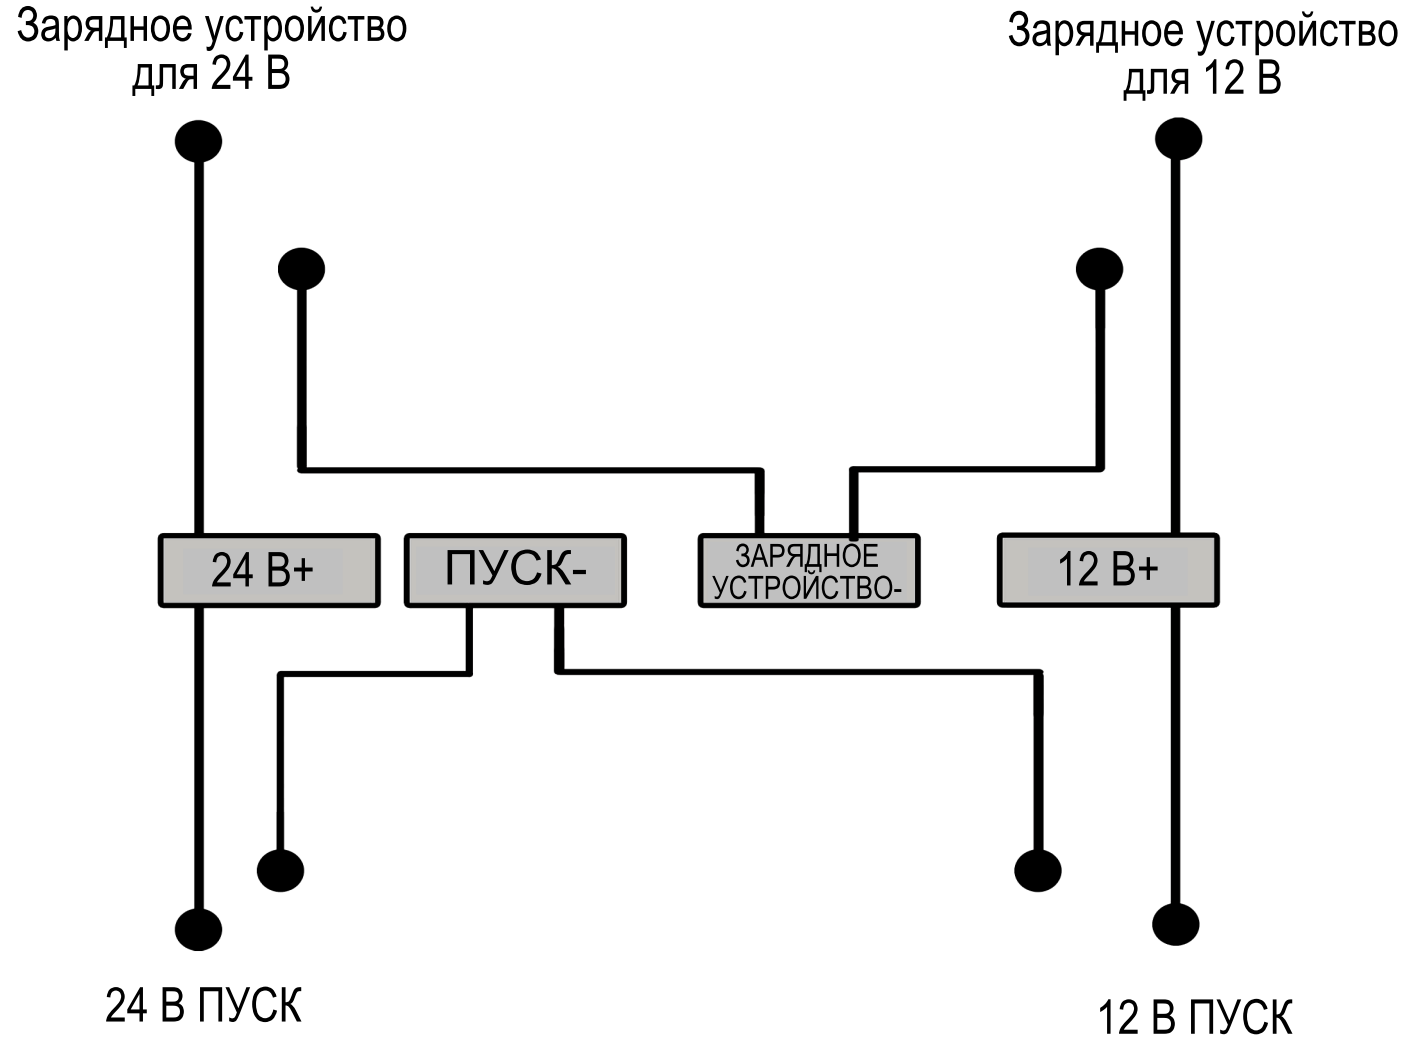 Зарядное устройство
для 24 В
Зарядное устройство
для 12 В
24 В+
ПУСК-
ЗАРЯДНОЕ
УСТРОЙСТВО-
12 В+
24 В ПУСК
12 В ПУСК